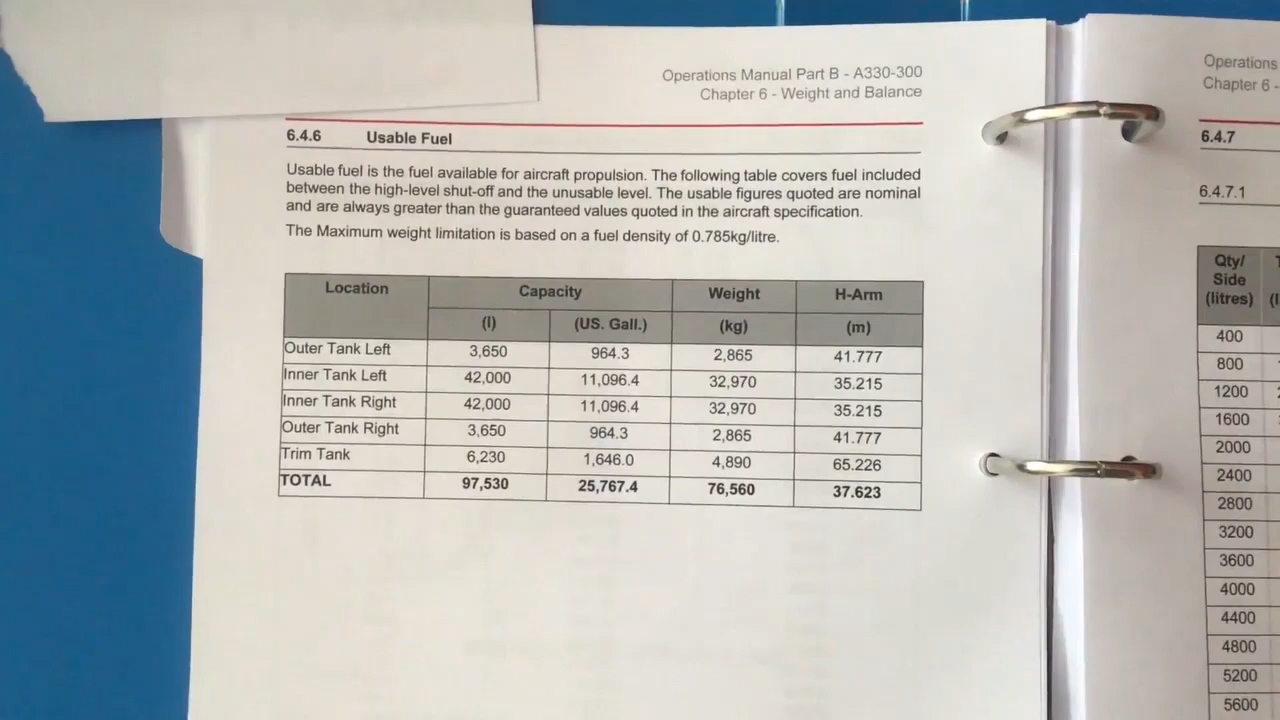 Operations Manual Part B - A330-300
Chapter 6 - Weight and Balance
6.4.6 Usable Fuel
Usable fuel is the fuel available for aircraft propulsion. The following table covers fuel included
between the high-level shut-off and the unusable level. The usable figures quoted are nominal
and are always greater than the guaranteed values quoted in the aircraft specification.
The Maximum weight limitation is based on a fuel density of 0.785kg/litre.
Location Capacity Weight H-Arm
(l) (US. Gall.) (kg) (m)
Outer Tank Left 3,650 964.3 2,865 41.777
Inner Tank Left 42,000 11,096.4 32,970 35.215
Inner Tank Right 42,000 11,096.4 32,970 35.215
Outer Tank Right 3,650 964.3 2,865 41.777
Trim Tank 6,230 1,646.0 4,890 65.226
TOTAL 97,530 25,767.4 76,560 37.623
Operations
Chapter 6 -
6.4.7
6.4.7.1
Qty/
Side
(litres)
400
800
1200
1600
2000
2400
2800
3200
3600
4000
4400
4800
5200
5600